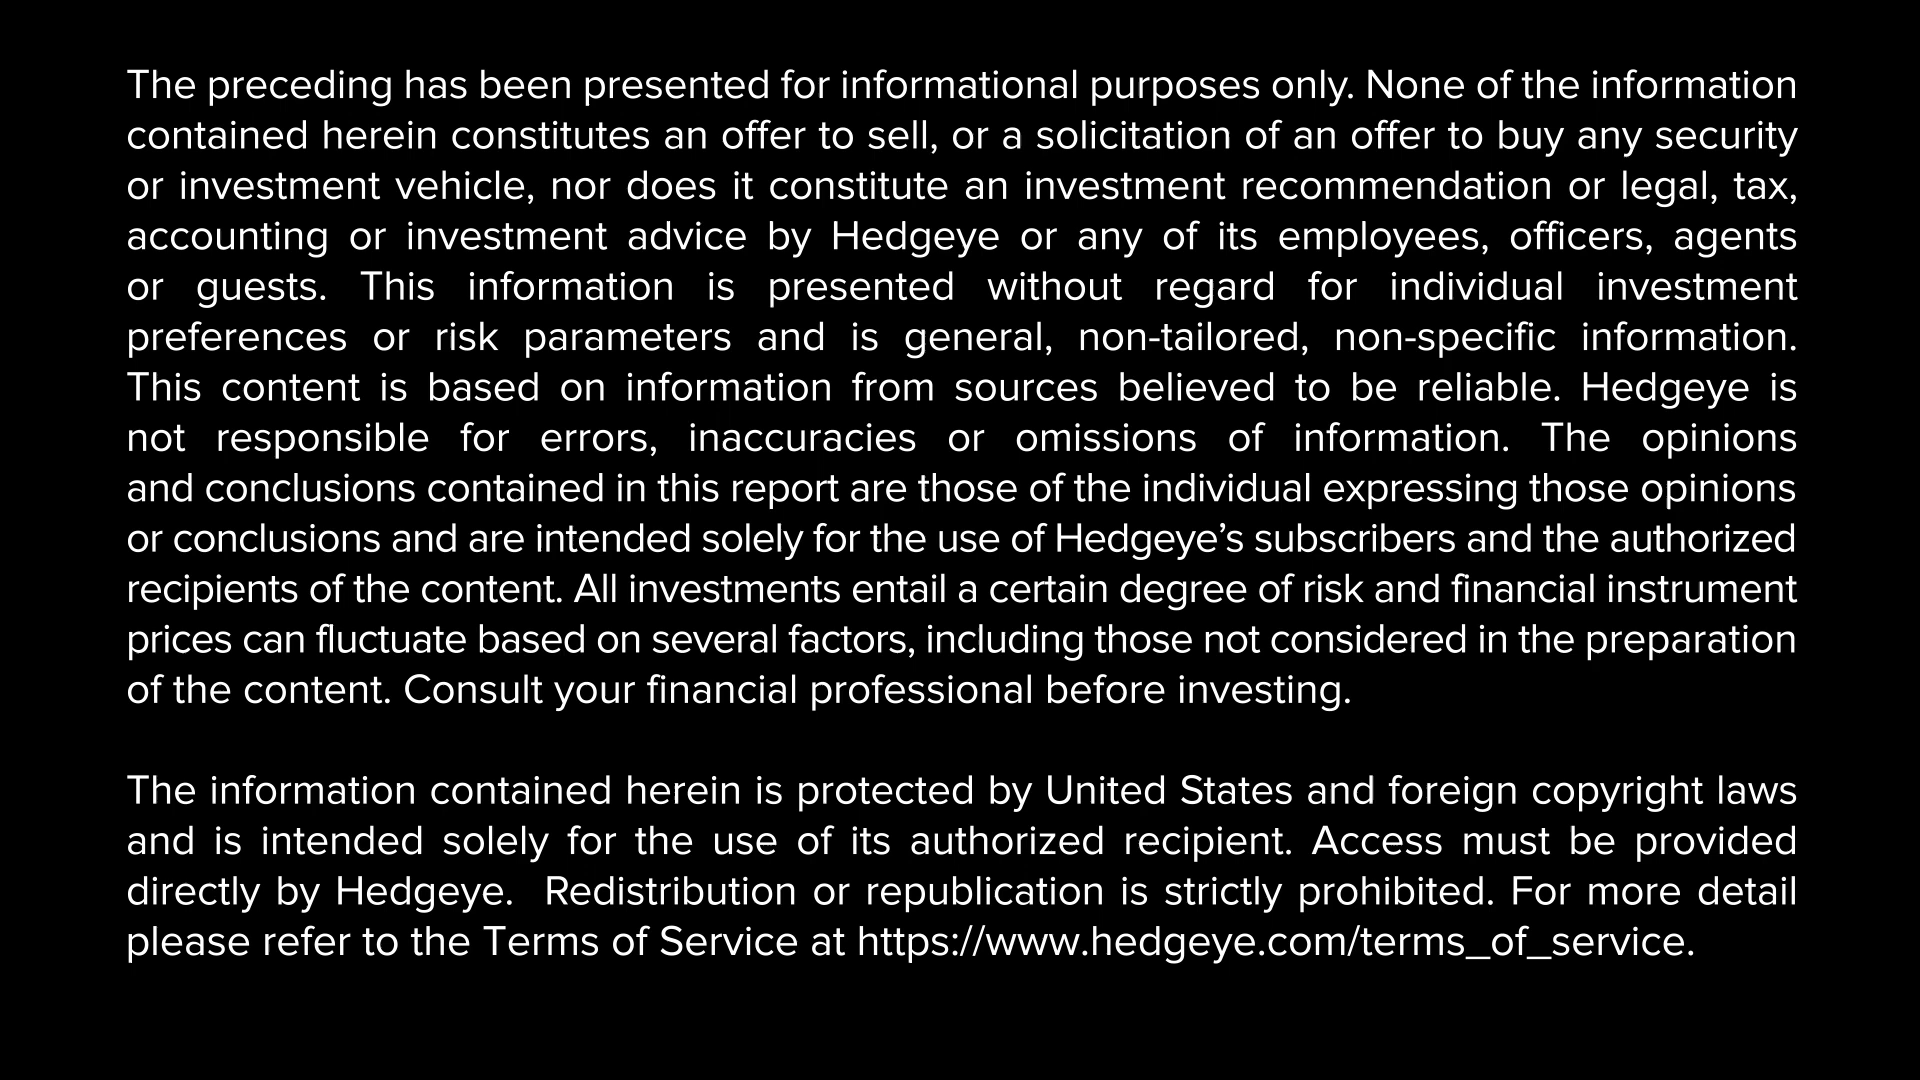 The preceding has been presented for informational purposes only. None of the information
contained herein constitutes an offer to sell, or a solicitation of an offer to buy any security
or investment vehicle, nor does it constitute an investment recommendation or legal, tax,
accounting or investment advice by Hedgeye or any of its employees, officers, agents
or guests. This information is presented without regard for individual investment
preferences or risk parameters and is general, non-tailored, non-specific information.
This content is based on information from sources believed to be reliable. Hedgeye is
not responsible for errors, inaccuracies or omissions of information. The opinions
and conclusions contained in this report are those of the individual expressing those opinions
or conclusions and are intended solely for the use of Hedgeye’s subscribers and the authorized
recipients of the content. All investments entail a certain degree of risk and financial instrument
prices can fluctuate based on several factors, including those not considered in the preparation
of the content. Consult your financial professional before investing.

The information contained herein is protected by United States and foreign copyright laws
and is intended solely for the use of its authorized recipient. Access must be provided
directly by Hedgeye.  Redistribution or republication is strictly prohibited. For more detail
please refer to the Terms of Service at https://www.hedgeye.com/terms_of_service.